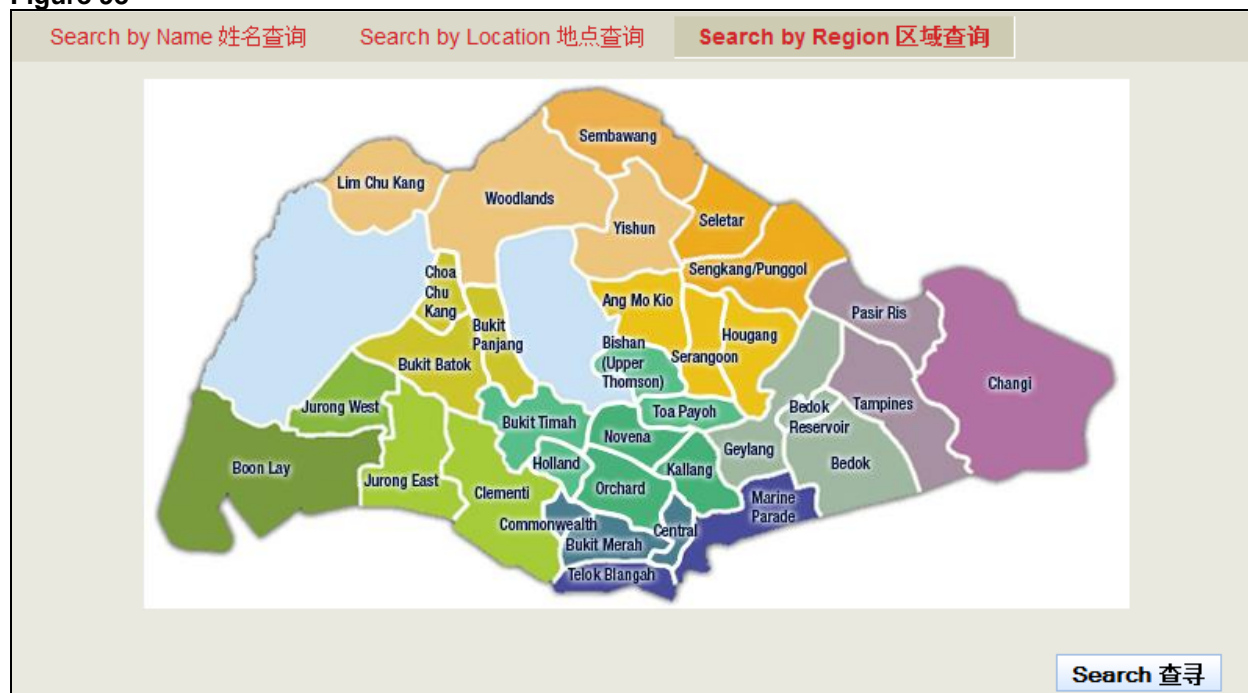 Search by Name 姓名查询
Search by Location 地点查询
Search by Region 区域查询
Sembawang
Lim Chu Kang
Woodlands
Yishun
Seletar
Sengkang/Punggol
Choa
Chu
Kang
Ang Mo Kio
Pasir Ris
Bukit
Panjang
Hougang
Bishan
(Upper
Thomson)
Serangoon
Bukit Batok
Changi
Jurong West
Toa Payoh
Bedok
Reservoir
Tampines
Bukit Timah
Novena
Geylang
Holland
Kallang
Bedok
Boon Lay
Jurong East
Clementi
Orchard
Marine
Parade
Commonwealth
Central
Bukit Merah
Telok Blangah
Search 查寻